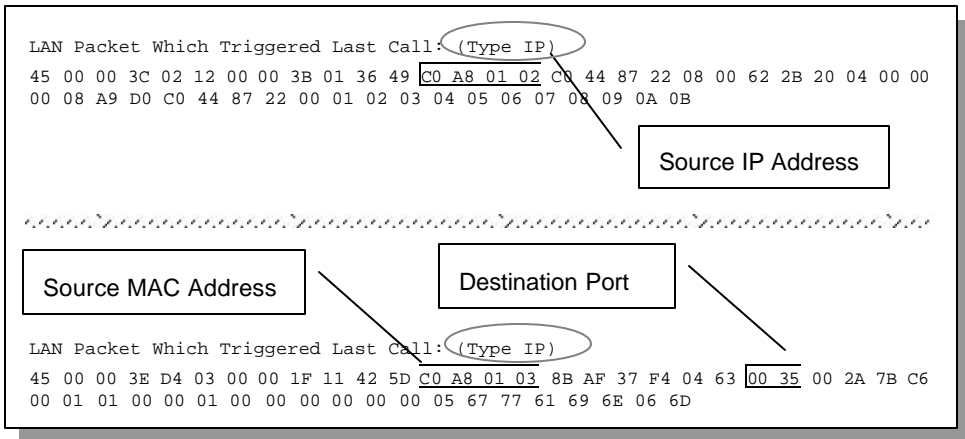 LAN Packet Which Triggered Last Call: (Type IP)
45 00 00 3C 02 12 00 00 3B 01 36 49 C0 A8 01 02 C0 44 87 22 08 00 62 2B 20 04 00 00
00 08 A9 D0 C0 44 87 22 00 01 02 03 04 05 06 07 08 09 0A 0B
Source IP Address
Source MAC Address
Destination Port
LAN Packet Which Triggered Last Call: (Type IP)
45 00 00 3E D4 03 00 00 1F 11 42 5D C0 A8 01 03 8B AF 37 F4 04 63 00 35 00 2A 7B C6
00 01 01 00 00 01 00 00 00 00 00 00 05 67 77 61 69 6E 06 6D